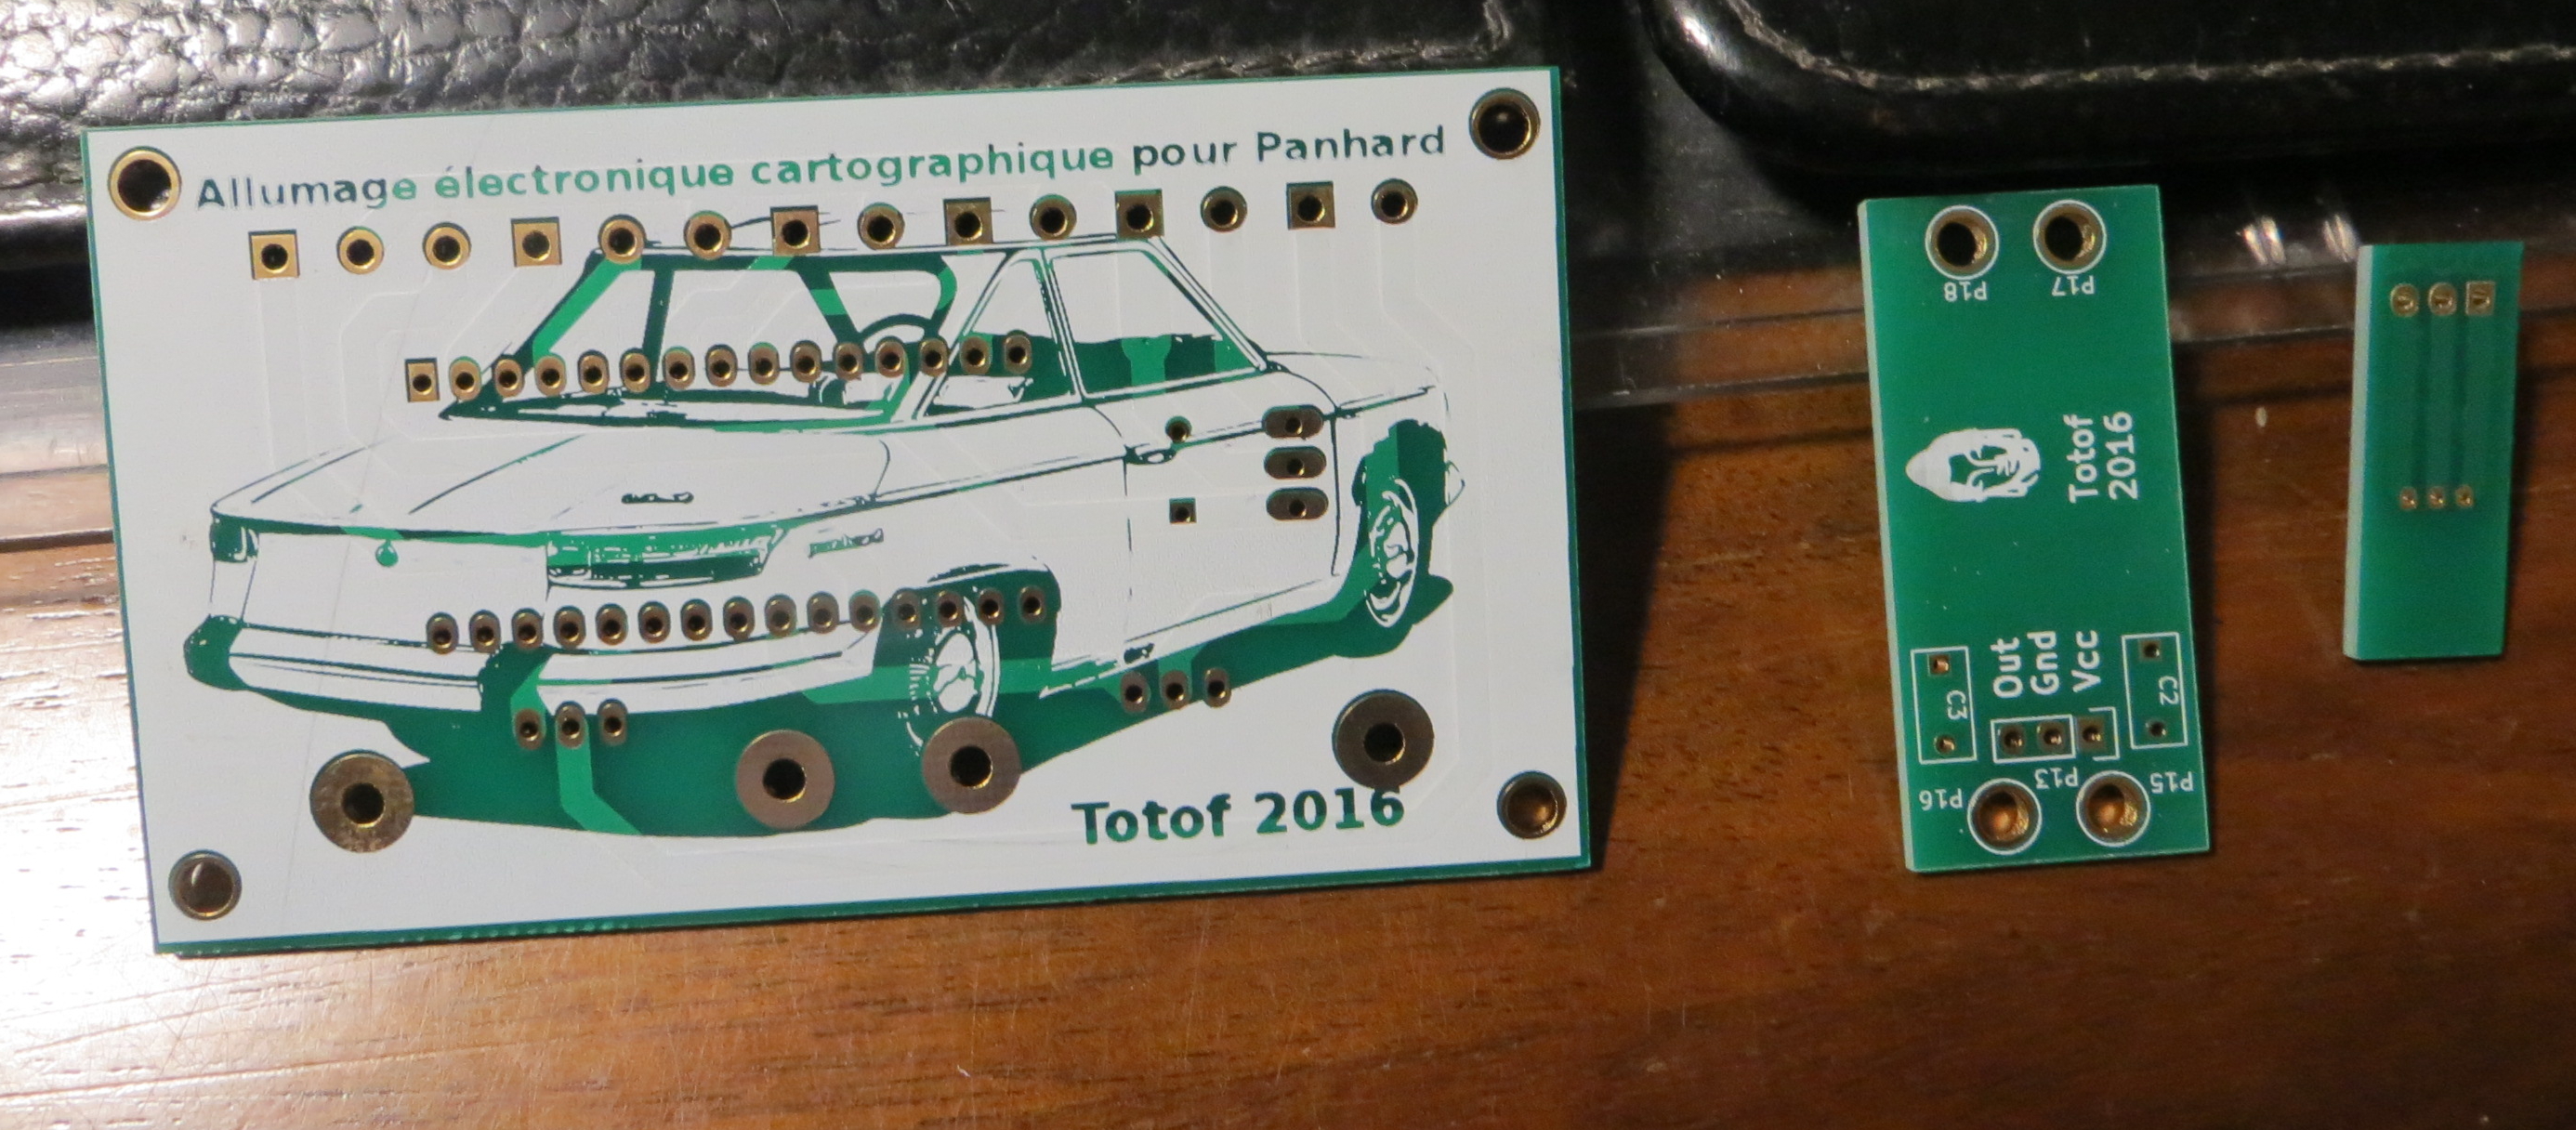 Allumage électronique cartographique pour Panhard
panhard
Totof 2016
P18
P17
Totof
2016
Out
Gnd
Vcc
C3
C2
P16
P13
P15